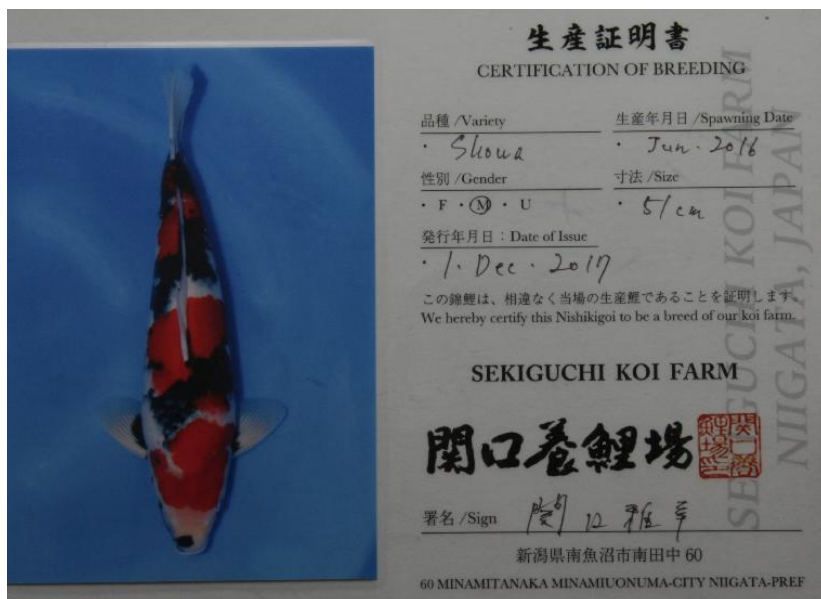 生産証明書
CERTIFICATION OF BREEDING
品種 /Variety
生産年月日 /Spawning Date
・ Showa
・ Jun. 2016
性別 /Gender
寸法 /Size
・ F ・ M ・ U
・ 51cm
発行年月日：Date of Issue
・ 1. Dec. 2017
この錦鯉は、相違なく当場の生産鯉であることを証明します。
We hereby certify this Nishikigoi to be a breed of our koi farm.
SEKIGUCHI KOI FARM
関口養鯉場
署名 /Sign 関口雅
新潟県南魚沼市南田中 60
60 MINAMITANAKA MINAMIUONUMA-CITY NIIGATA-PREF
SEKIGUCHI KOI FARM
NIIGATA, JAPAN